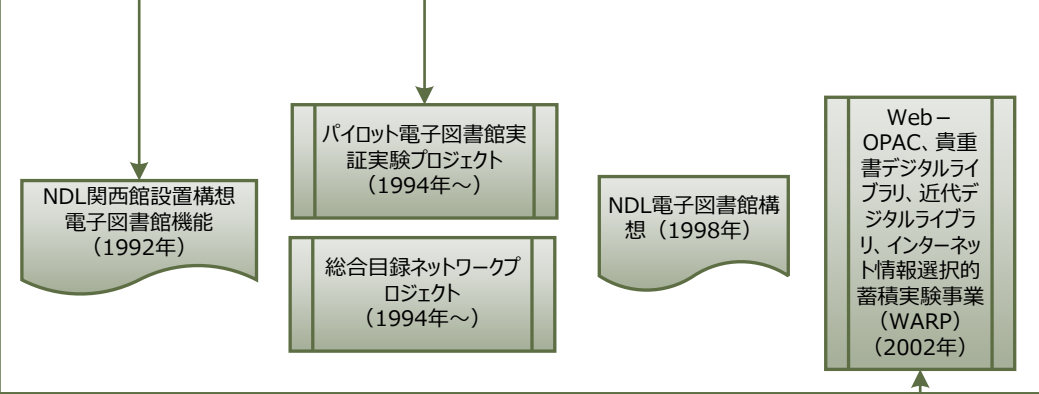 NDL関西館設置構想
電子図書館機能
（1992年）
パイロット電子図書館実
証実験プロジェクト
（1994年～）
総合目録ネットワークプ
ロジェクト
（1994年～）
NDL電子図書館構
想（1998年）
Web－
OPAC、貴重
書デジタルライ
ブラリ、近代デ
ジタルライブラ
リ、インターネッ
ト情報選択的
蓄積実験事業
（WARP）
（2002年）